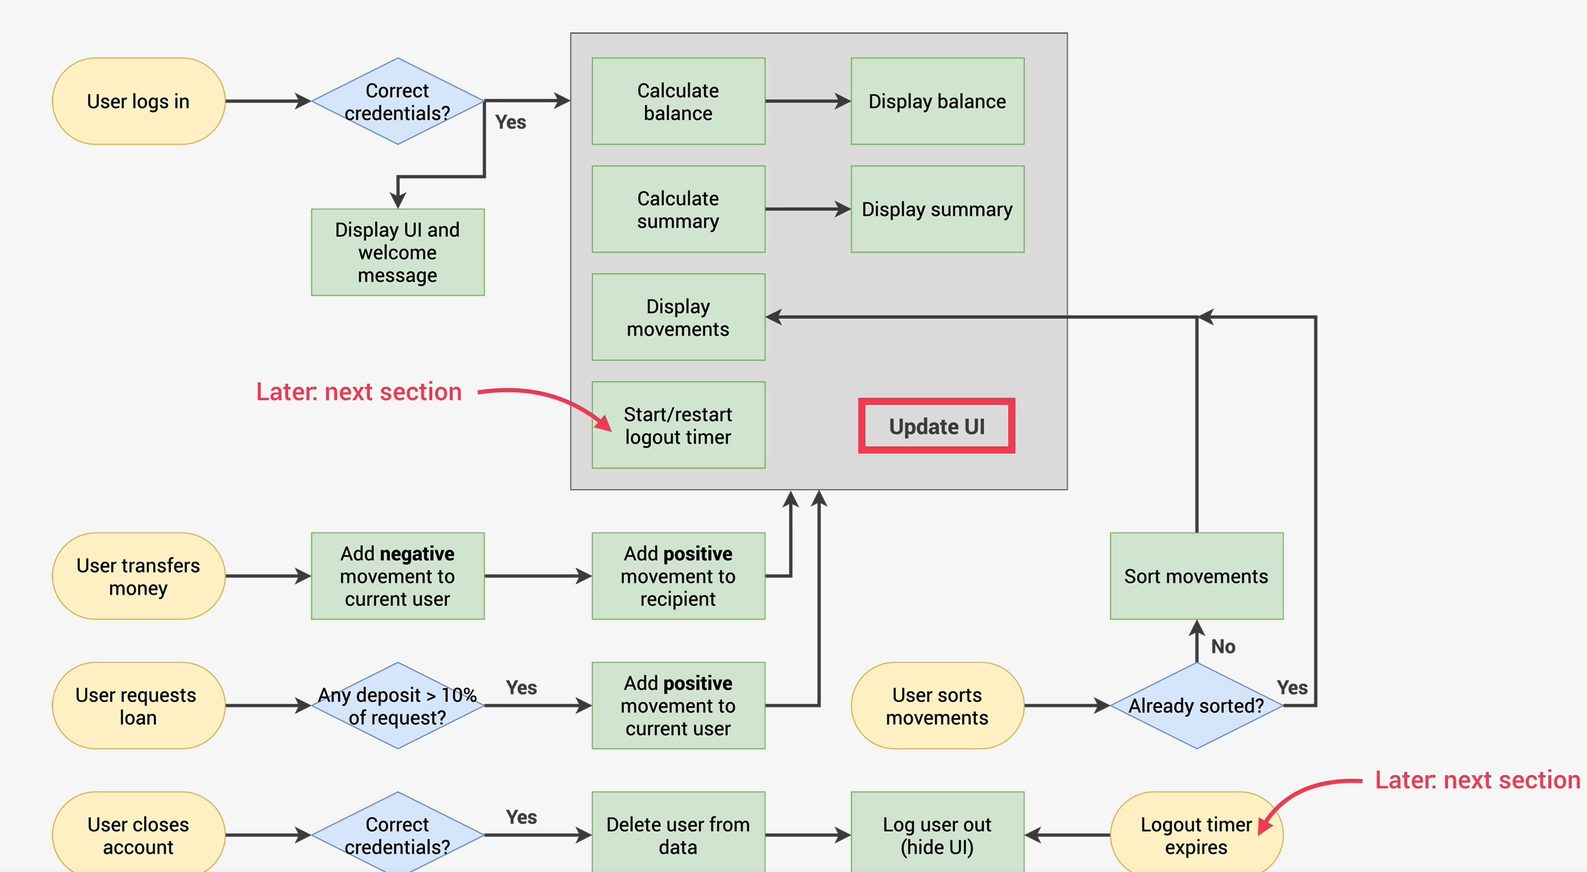 User logs in
Correct
credentials?
Yes
Display UI and
welcome
message
Calculate
balance
Display balance
Calculate
summary
Display summary
Display
movements
Later: next section
Start/restart
logout timer
Update UI
User transfers
money
Add negative
movement to
current user
Add positive
movement to
recipient
Sort movements
No
User requests
loan
Any deposit > 10%
of request?
Yes
Add positive
movement to
current user
User sorts
movements
Already sorted?
Yes
Later: next section
User closes
account
Correct
credentials?
Yes
Delete user from
data
Log user out
(hide UI)
Logout timer
expires